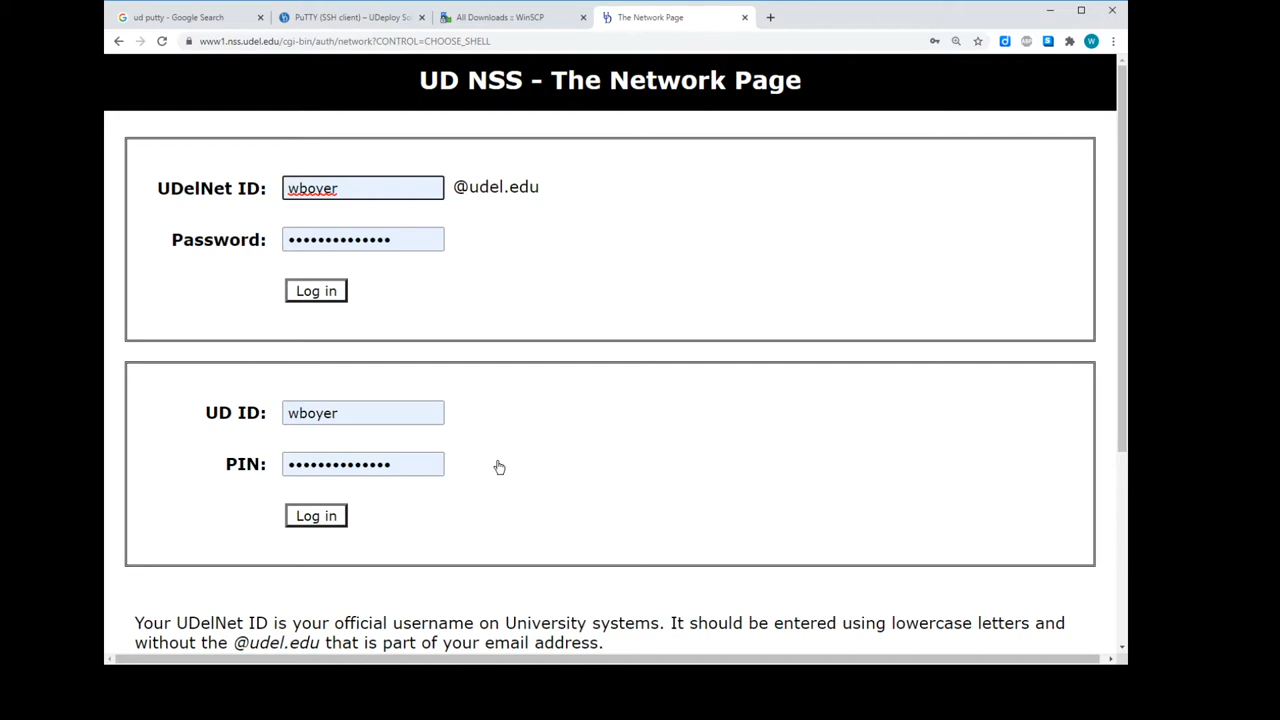 ud putty - Google Search
PuTTY (SSH client) – UDeploy So
All Downloads :: WinSCP
The Network Page
www1.nss.udel.edu/cgi-bin/auth/network?CONTROL=CHOOSE_SHELL
W
UD NSS - The Network Page
UDelNet ID: wboyer @udel.edu
Password: ••••••••••••••
Log in
UD ID: wboyer
PIN: ••••••••••••••
Log in
Your UDelNet ID is your official username on University systems. It should be entered using lowercase letters and
without the @udel.edu that is part of your email address.